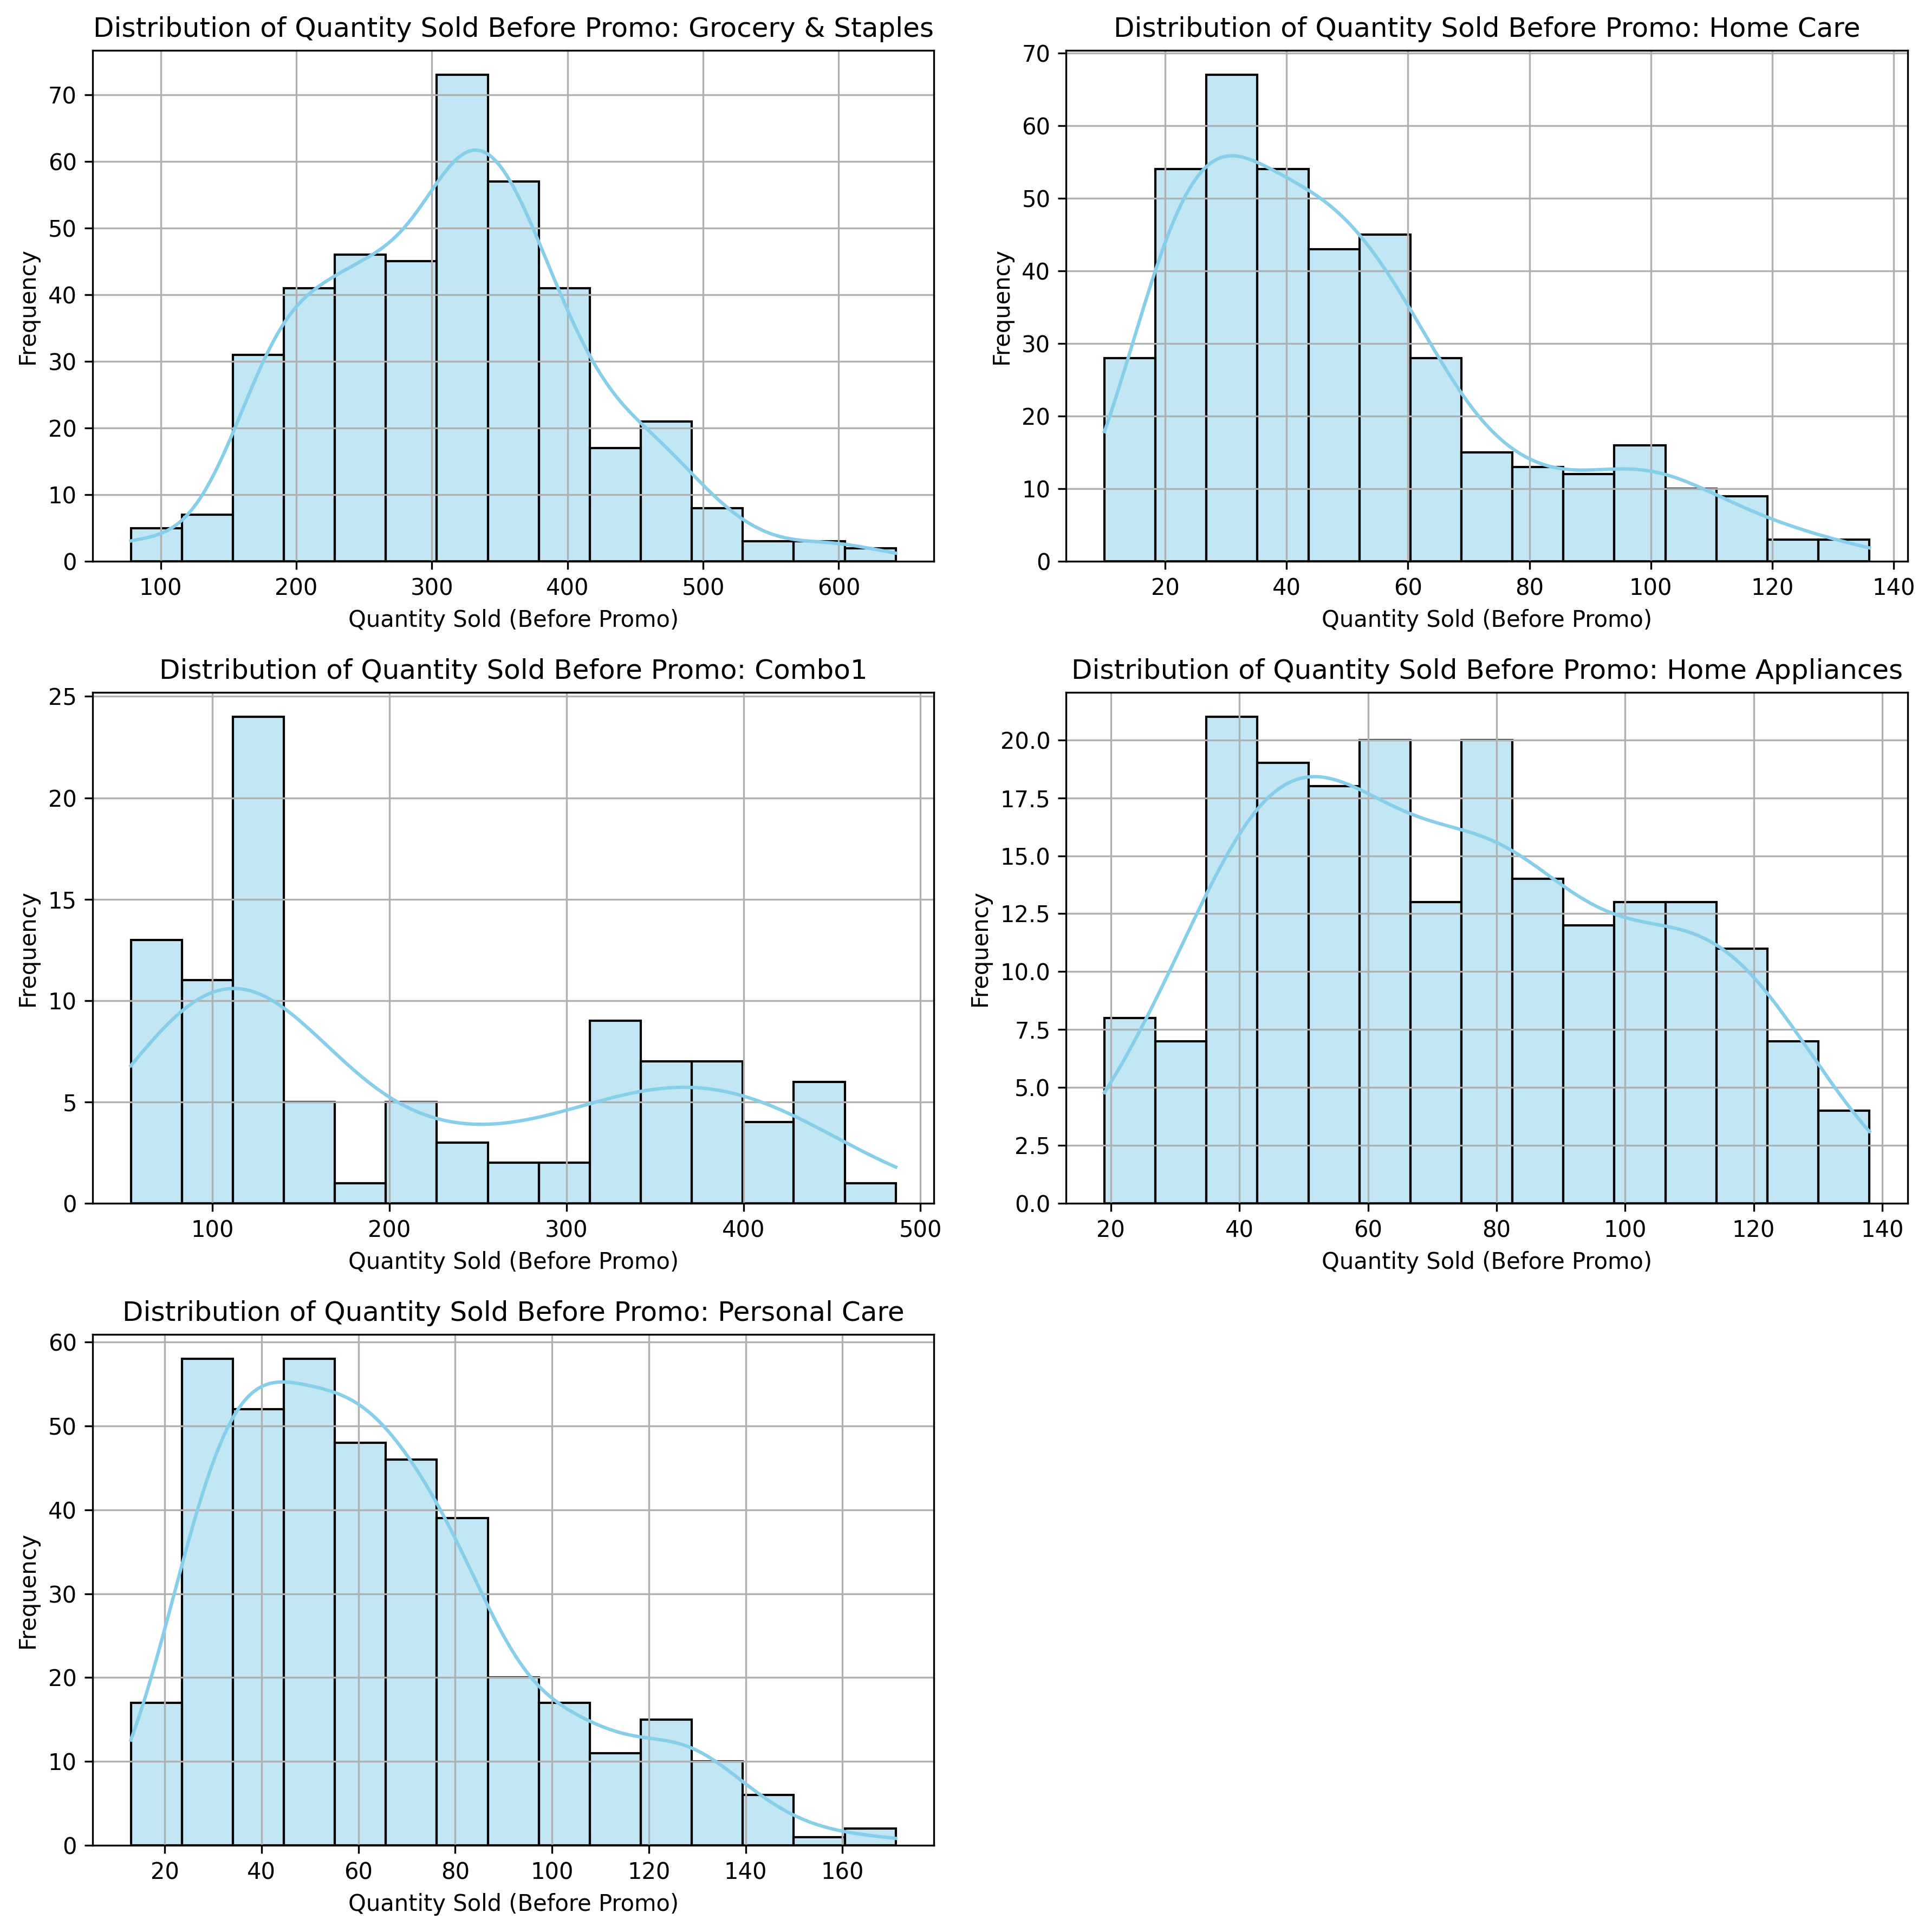 Distribution of Quantity Sold Before Promo: Grocery & Staples
Frequency
70
60
50
40
30
20
10
0
100 200 300 400 500 600
Quantity Sold (Before Promo)
Distribution of Quantity Sold Before Promo: Home Care
Frequency
70
60
50
40
30
20
10
0
20 40 60 80 100 120 140
Quantity Sold (Before Promo)
Distribution of Quantity Sold Before Promo: Combo1
Frequency
25
20
15
10
5
0
100 200 300 400 500
Quantity Sold (Before Promo)
Distribution of Quantity Sold Before Promo: Home Appliances
Frequency
20.0
17.5
15.0
12.5
10.0
7.5
5.0
2.5
0.0
20 40 60 80 100 120 140
Quantity Sold (Before Promo)
Distribution of Quantity Sold Before Promo: Personal Care
Frequency
60
50
40
30
20
10
0
20 40 60 80 100 120 140 160
Quantity Sold (Before Promo)